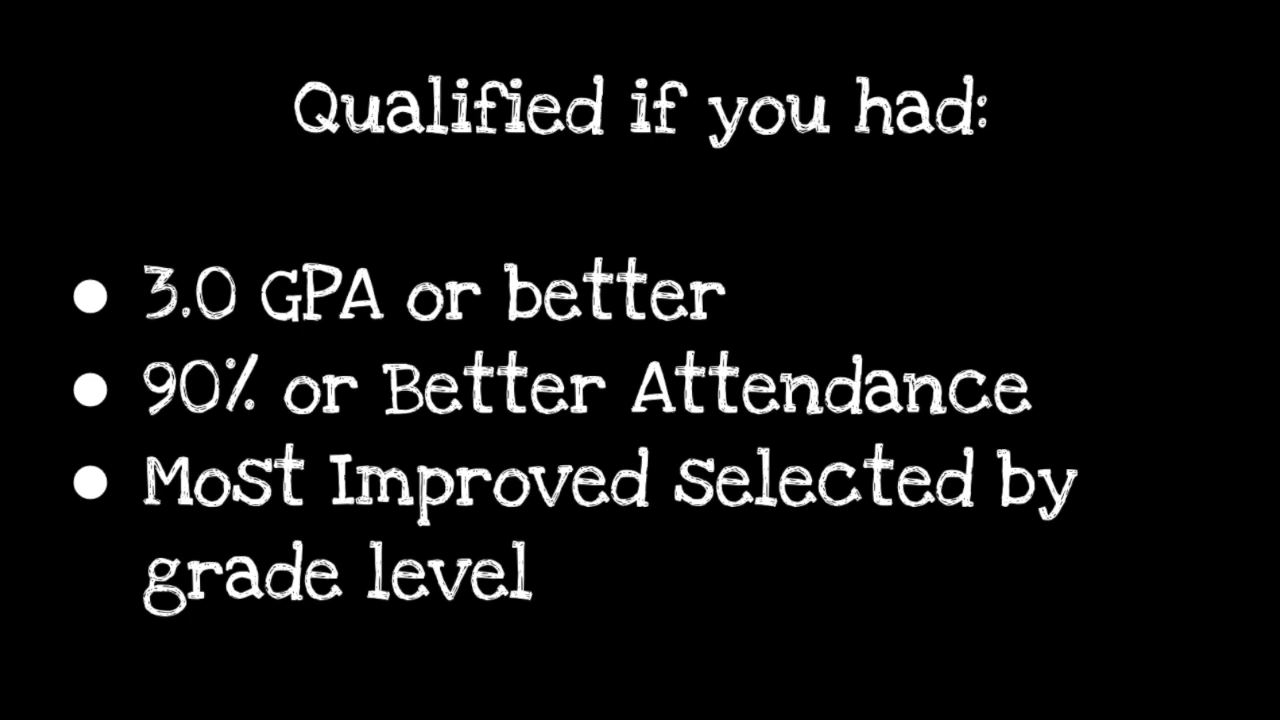 Qualified if you had:
● 3.0 GPA or better
● 90% or Better Attendance
● Most Improved selected by
grade level